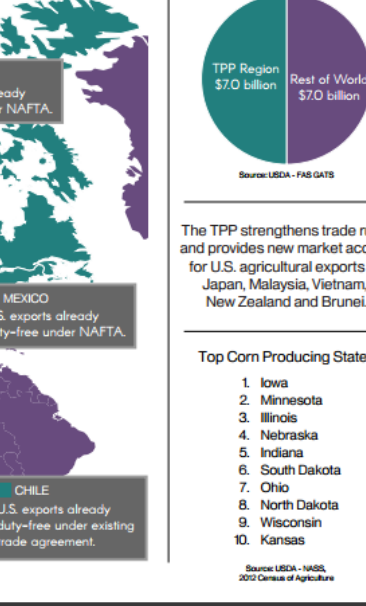 eady
r NAFTA.
MEXICO
S. exports already
ty-free under NAFTA.
CHILE
U.S. exports already
duty-free under existing
trade agreement.
TPP Region
$7.0 billion
Rest of World
$7.0 billion
Source: USDA - FAS GATS
The TPP strengthens trade r
and provides new market acc
for U.S. agricultural exports
Japan, Malaysia, Vietnam,
New Zealand and Brunei.
Top Corn Producing State
1. Iowa
2. Minnesota
3. Illinois
4. Nebraska
5. Indiana
6. South Dakota
7. Ohio
8. North Dakota
9. Wisconsin
10. Kansas
Source: USDA - NASS,
2012 Census of Agriculture